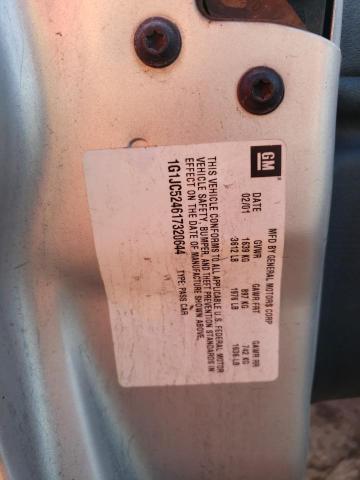 GM
MFD BY GENERAL MOTORS CORP
DATE GVWR GAWR FRT GAWR RR
02/01 1639 KG 897 KG 742 KG
3612 LB 1976 LB 1636 LB
THIS VEHICLE CONFORMS TO ALL APPLICABLE U.S. FEDERAL MOTOR
VEHICLE SAFETY, BUMPER, AND THEFT PREVENTION STANDARDS IN
EFFECT ON THE DATE OF MANUFACTURE SHOWN ABOVE.
1G1JC524617320644 TYPE: PASS CAR